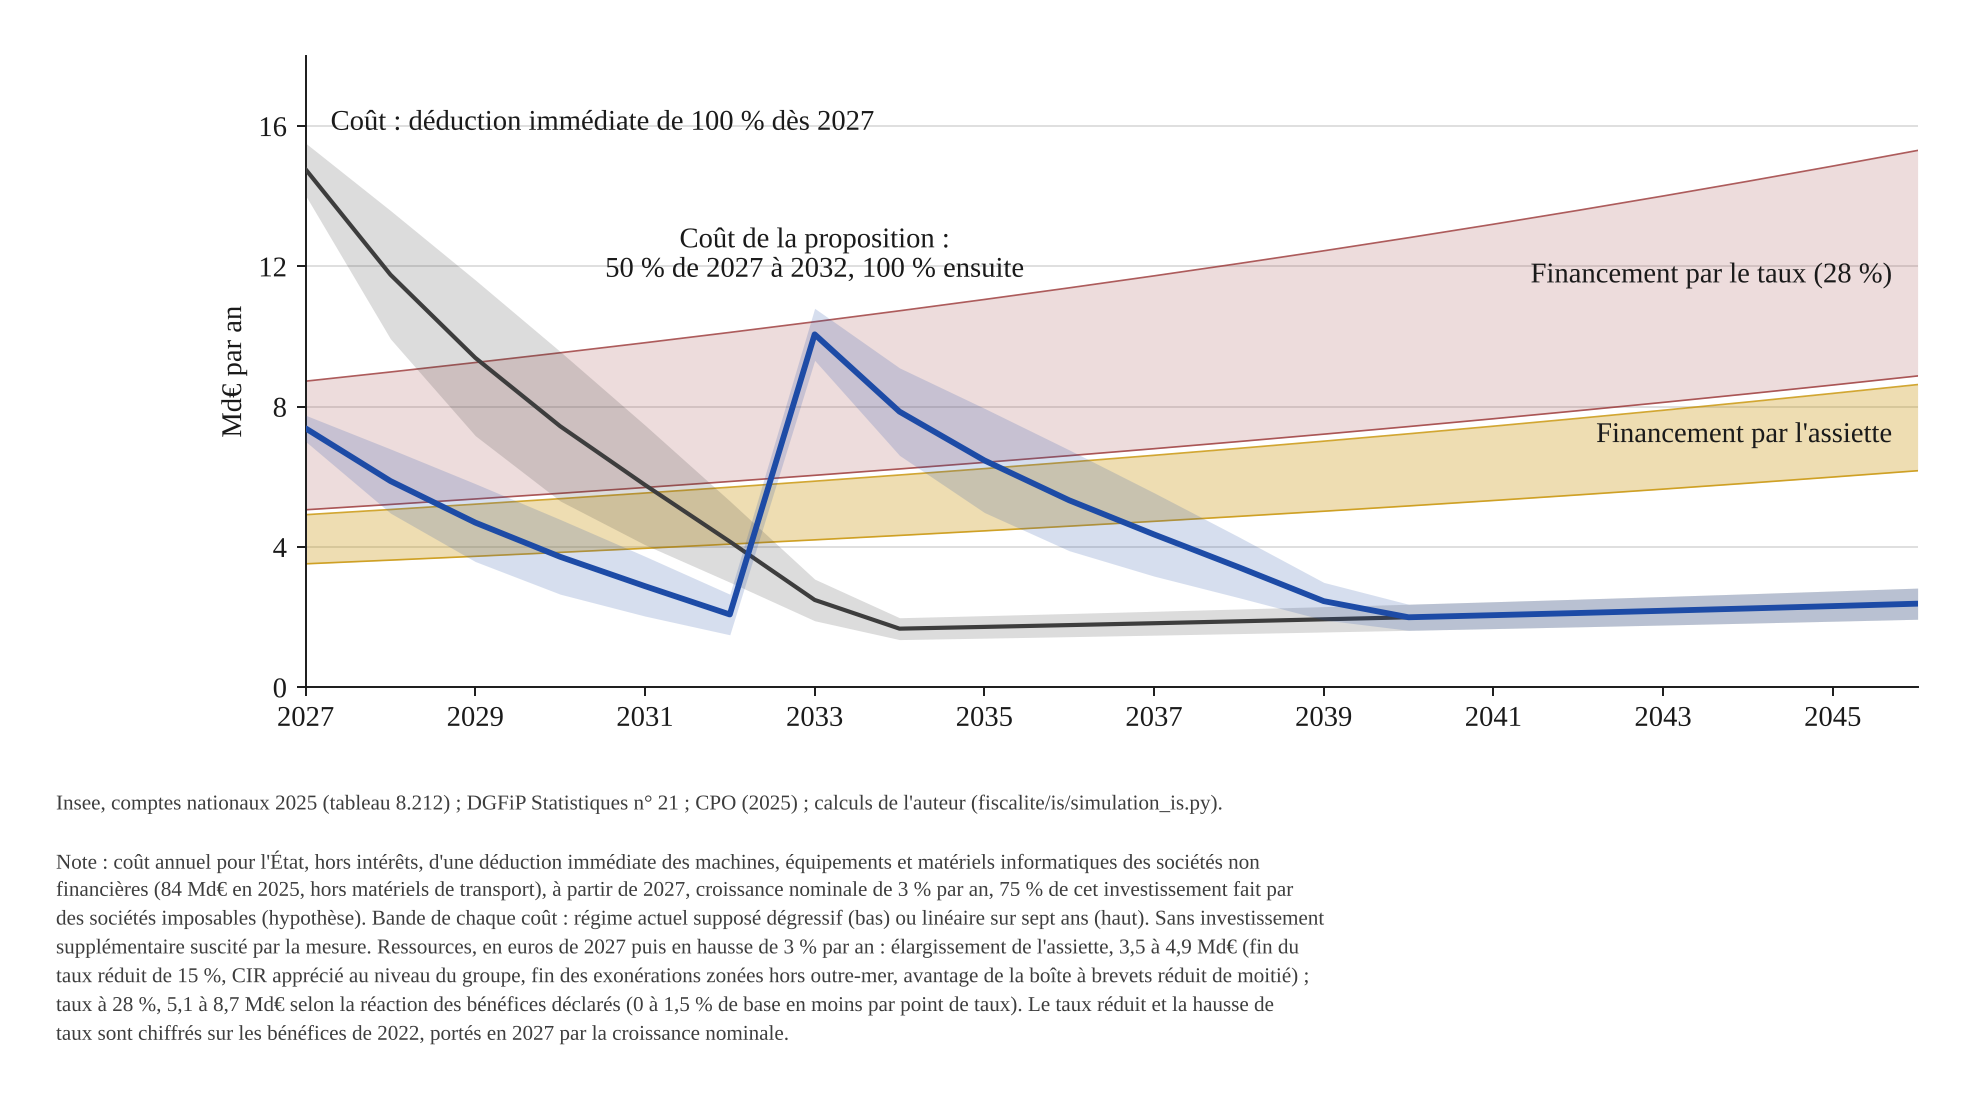 Coût : déduction immédiate de 100 % dès 2027
Coût de la proposition :
50 % de 2027 à 2032, 100 % ensuite
Financement par le taux (28 %)
Financement par l'assiette
Md€ par an
16
12
8
4
0
2027 2029 2031 2033 2035 2037 2039 2041 2043 2045
Insee, comptes nationaux 2025 (tableau 8.212) ; DGFiP Statistiques n° 21 ; CPO (2025) ; calculs de l'auteur (fiscalite/is/simulation_is.py).
Note : coût annuel pour l'État, hors intérêts, d'une déduction immédiate des machines, équipements et matériels informatiques des sociétés non
financières (84 Md€ en 2025, hors matériels de transport), à partir de 2027, croissance nominale de 3 % par an, 75 % de cet investissement fait par
des sociétés imposables (hypothèse). Bande de chaque coût : régime actuel supposé dégressif (bas) ou linéaire sur sept ans (haut). Sans investissement
supplémentaire suscité par la mesure. Ressources, en euros de 2027 puis en hausse de 3 % par an : élargissement de l'assiette, 3,5 à 4,9 Md€ (fin du
taux réduit de 15 %, CIR apprécié au niveau du groupe, fin des exonérations zonées hors outre-mer, avantage de la boîte à brevets réduit de moitié) ;
taux à 28 %, 5,1 à 8,7 Md€ selon la réaction des bénéfices déclarés (0 à 1,5 % de base en moins par point de taux). Le taux réduit et la hausse de
taux sont chiffrés sur les bénéfices de 2022, portés en 2027 par la croissance nominale.